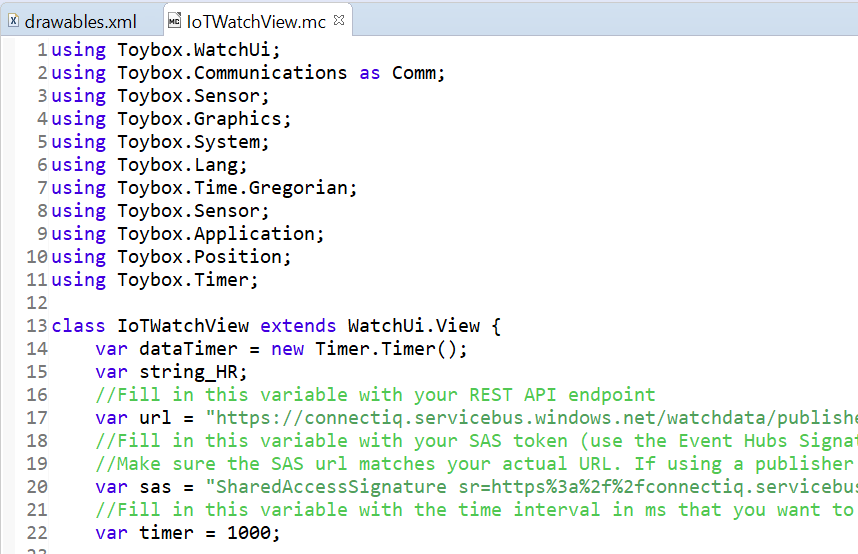 drawables.xml IoTWatchView.mc
1 using Toybox.WatchUi;
2 using Toybox.Communications as Comm;
3 using Toybox.Sensor;
4 using Toybox.Graphics;
5 using Toybox.System;
6 using Toybox.Lang;
7 using Toybox.Time.Gregorian;
8 using Toybox.Sensor;
9 using Toybox.Application;
10 using Toybox.Position;
11 using Toybox.Timer;
12
13 class IoTWatchView extends WatchUi.View {
14 var dataTimer = new Timer.Timer();
15 var string_HR;
16 //Fill in this variable with your REST API endpoint
17 var url = "https://connectiq.servicebus.windows.net/watchdata/publishe
18 //Fill in this variable with your SAS token (use the Event Hubs Signat
19 //Make sure the SAS url matches your actual URL. If using a publisher
20 var sas = "SharedAccessSignature sr=https%3a%2f%2fconnectiq.servicebus
21 //Fill in this variable with the time interval in ms that you want to
22 var timer = 1000;